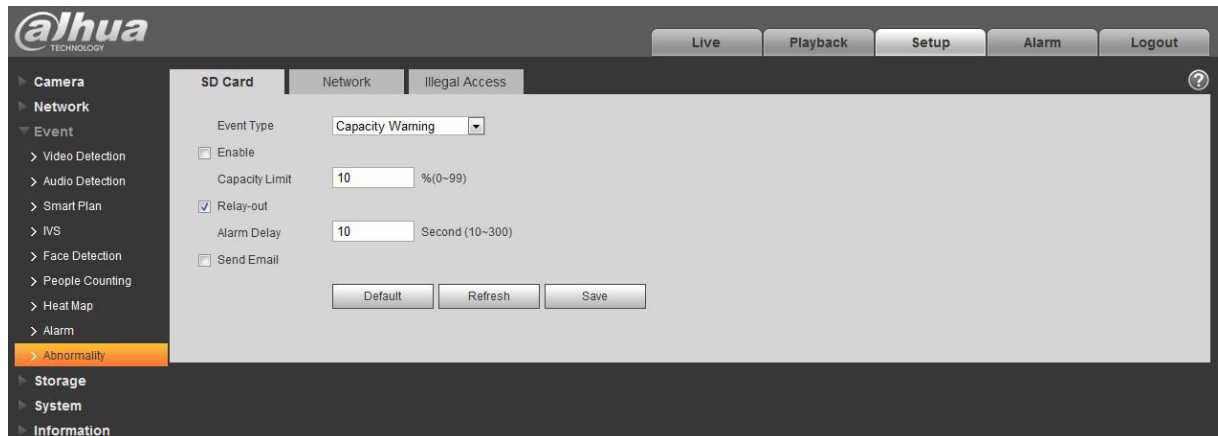 alhua
TECHNOLOGY
Live Playback Setup Alarm Logout
Camera
Network
Event
Video Detection
Audio Detection
Smart Plan
IVS
Face Detection
People Counting
Heat Map
Alarm
Abnormality
Storage
System
Information
SD Card Network Illegal Access
?
Event Type Capacity Warning
Enable
Capacity Limit 10 %(0~99)
Relay-out
Alarm Delay 10 Second (10~300)
Send Email
Default Refresh Save